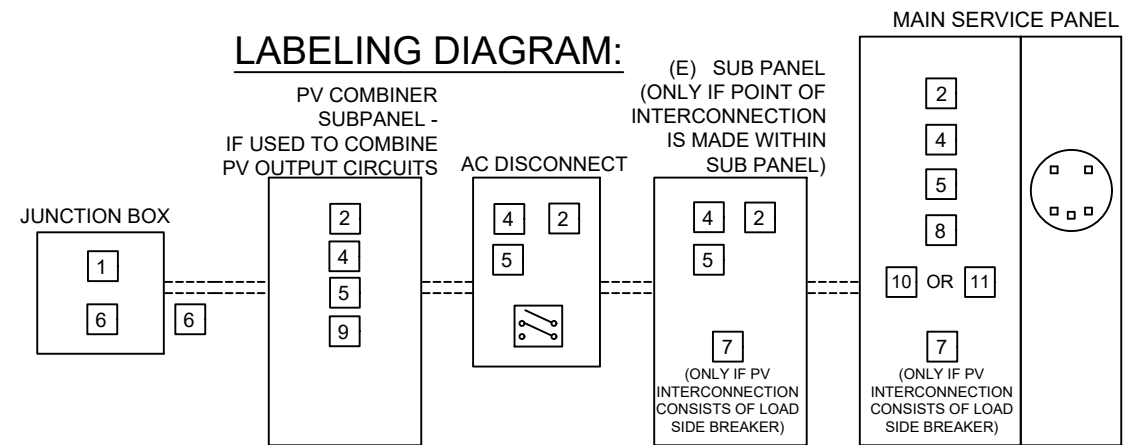 LABELING DIAGRAM:
JUNCTION BOX
1
6
6
PV COMBINER
SUBPANEL -
IF USED TO COMBINE
PV OUTPUT CIRCUITS
2
4
5
9
AC DISCONNECT
4 2
5
(E) SUB PANEL
(ONLY IF POINT OF
INTERCONNECTION
IS MADE WITHIN
SUB PANEL)
4 2
5
7
(ONLY IF PV
INTERCONNECTION
CONSISTS OF LOAD
SIDE BREAKER)
MAIN SERVICE PANEL
2
4
5
8
10 OR 11
7
(ONLY IF PV
INTERCONNECTION
CONSISTS OF LOAD
SIDE BREAKER)